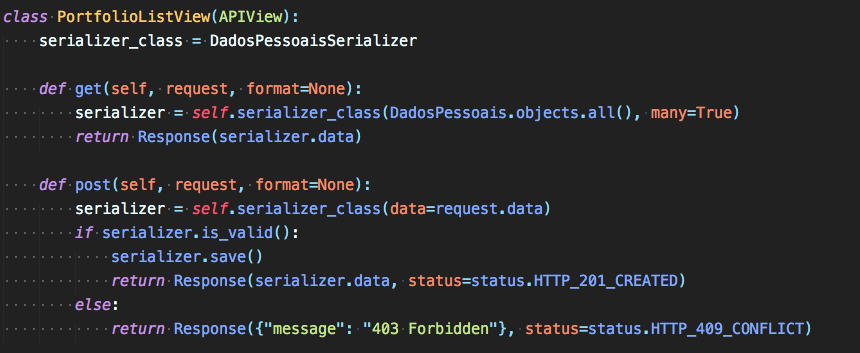 class PortfolioListView(APIView):
    serializer_class = DadosPessoaisSerializer

    def get(self, request, format=None):
        serializer = self.serializer_class(DadosPessoais.objects.all(), many=True)
        return Response(serializer.data)

    def post(self, request, format=None):
        serializer = self.serializer_class(data=request.data)
        if serializer.is_valid():
            serializer.save()
            return Response(serializer.data, status=status.HTTP_201_CREATED)
        else:
            return Response({"message": "403 Forbidden"}, status=status.HTTP_409_CONFLICT)